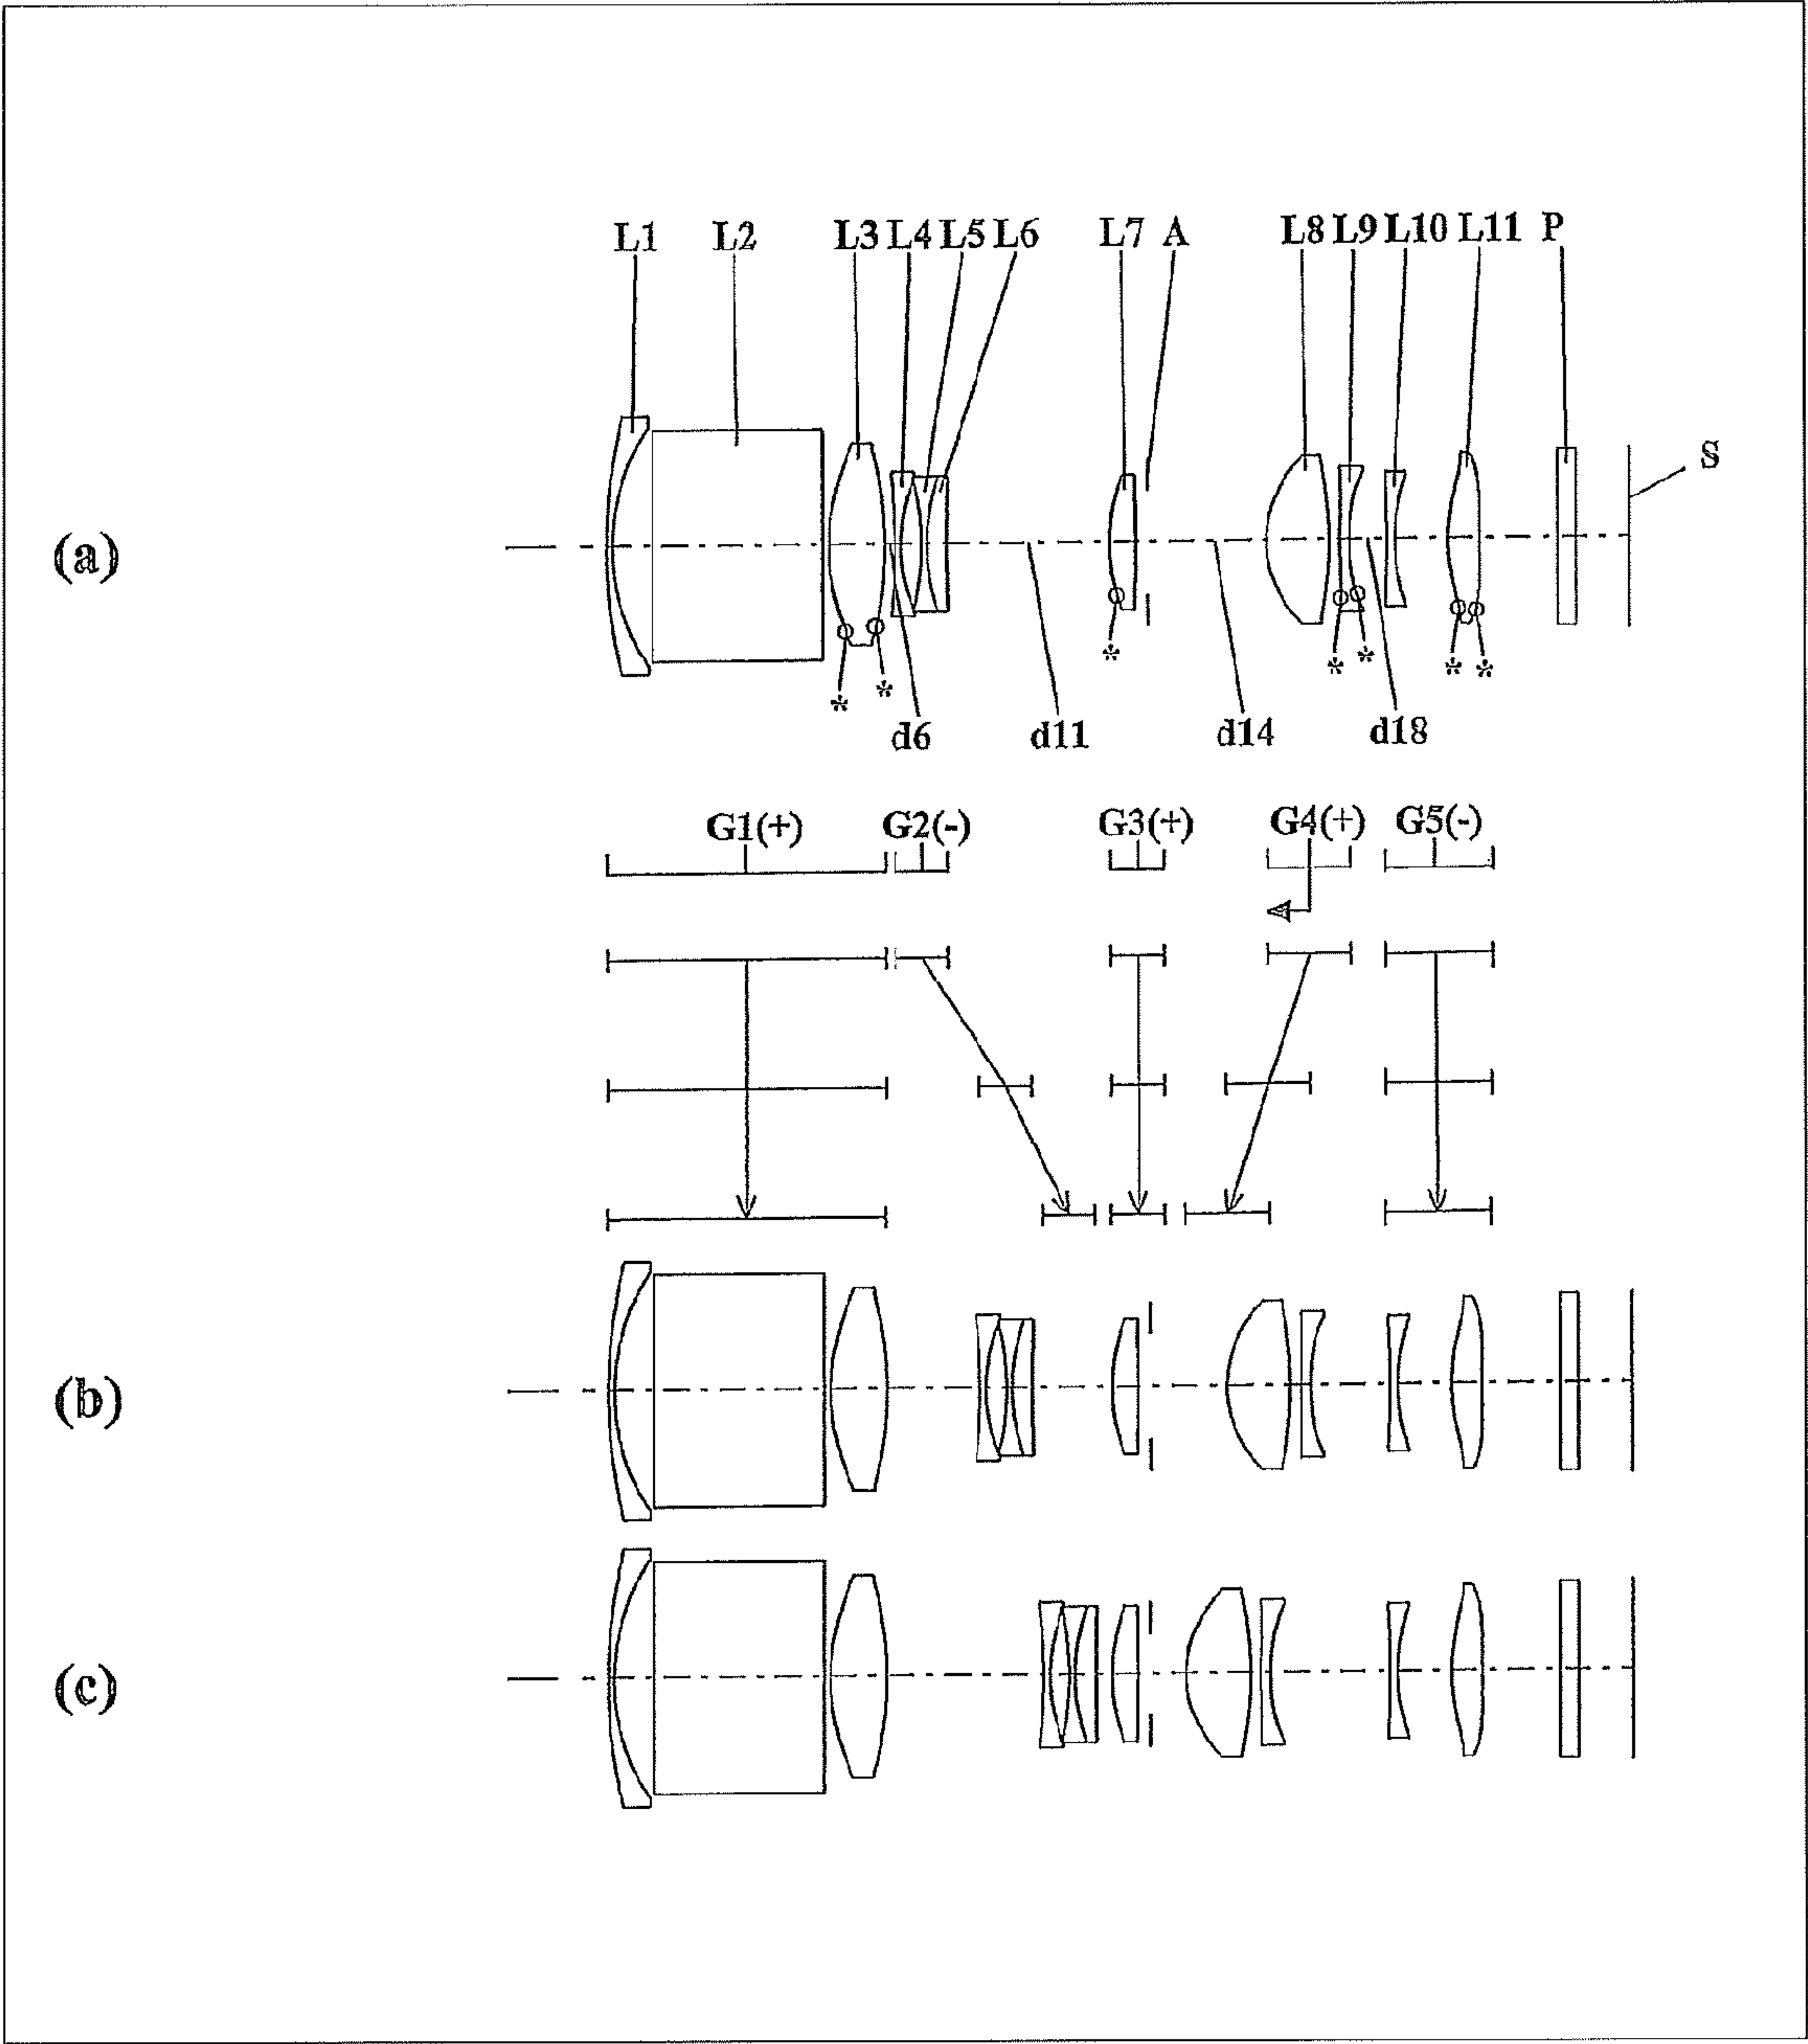 L1 L2 L3 L4 L5 L6 L7 A L8 L9 L10 L11 P
S
(a)
* * * * * * *
d6 d11 d14 d18
G1(+) G2(-) G3(+) G4(+) G5(-)
(b)
(c)